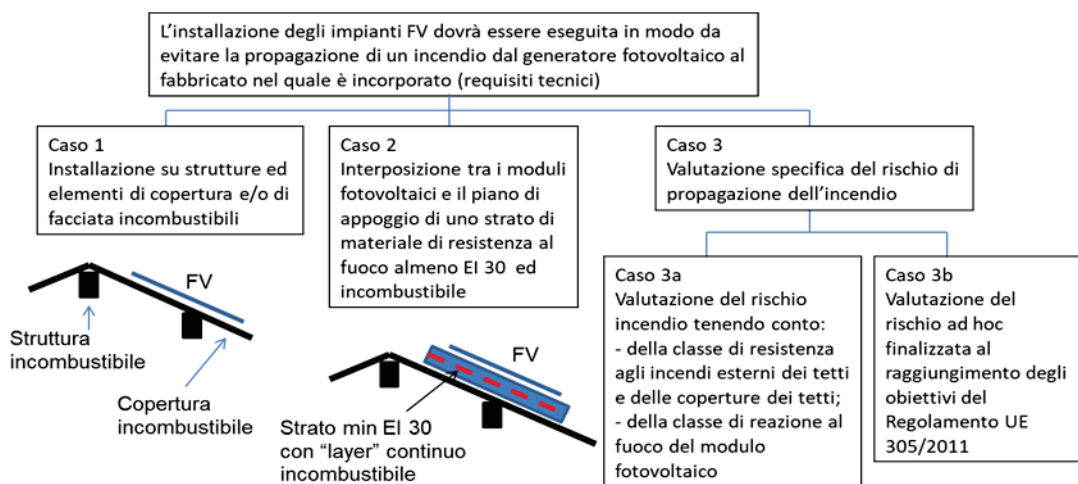 L’installazione degli impianti FV dovrà essere eseguita in modo da
evitare la propagazione di un incendio dal generatore fotovoltaico al
fabbricato nel quale è incorporato (requisiti tecnici)
Caso 1
Installazione su strutture ed
elementi di copertura e/o di
facciata incombustibili
FV
Struttura
incombustibile
Copertura
incombustibile
Caso 2
Interposizione tra i moduli
fotovoltaici e il piano di
appoggio di uno strato di
materiale di resistenza al
fuoco almeno EI 30 ed
incombustibile
FV
Strato min EI 30
con “layer” continuo
incombustibile
Caso 3
Valutazione specifica del rischio di
propagazione dell’incendio
Caso 3a
Valutazione del rischio
incendio tenendo conto:
- della classe di resistenza
agli incendi esterni dei tetti
e delle coperture dei tetti;
- della classe di reazione al
fuoco del modulo
fotovoltaico
Caso 3b
Valutazione del
rischio ad hoc
finalizzata al
raggiungimento degli
obiettivi del
Regolamento UE
305/2011